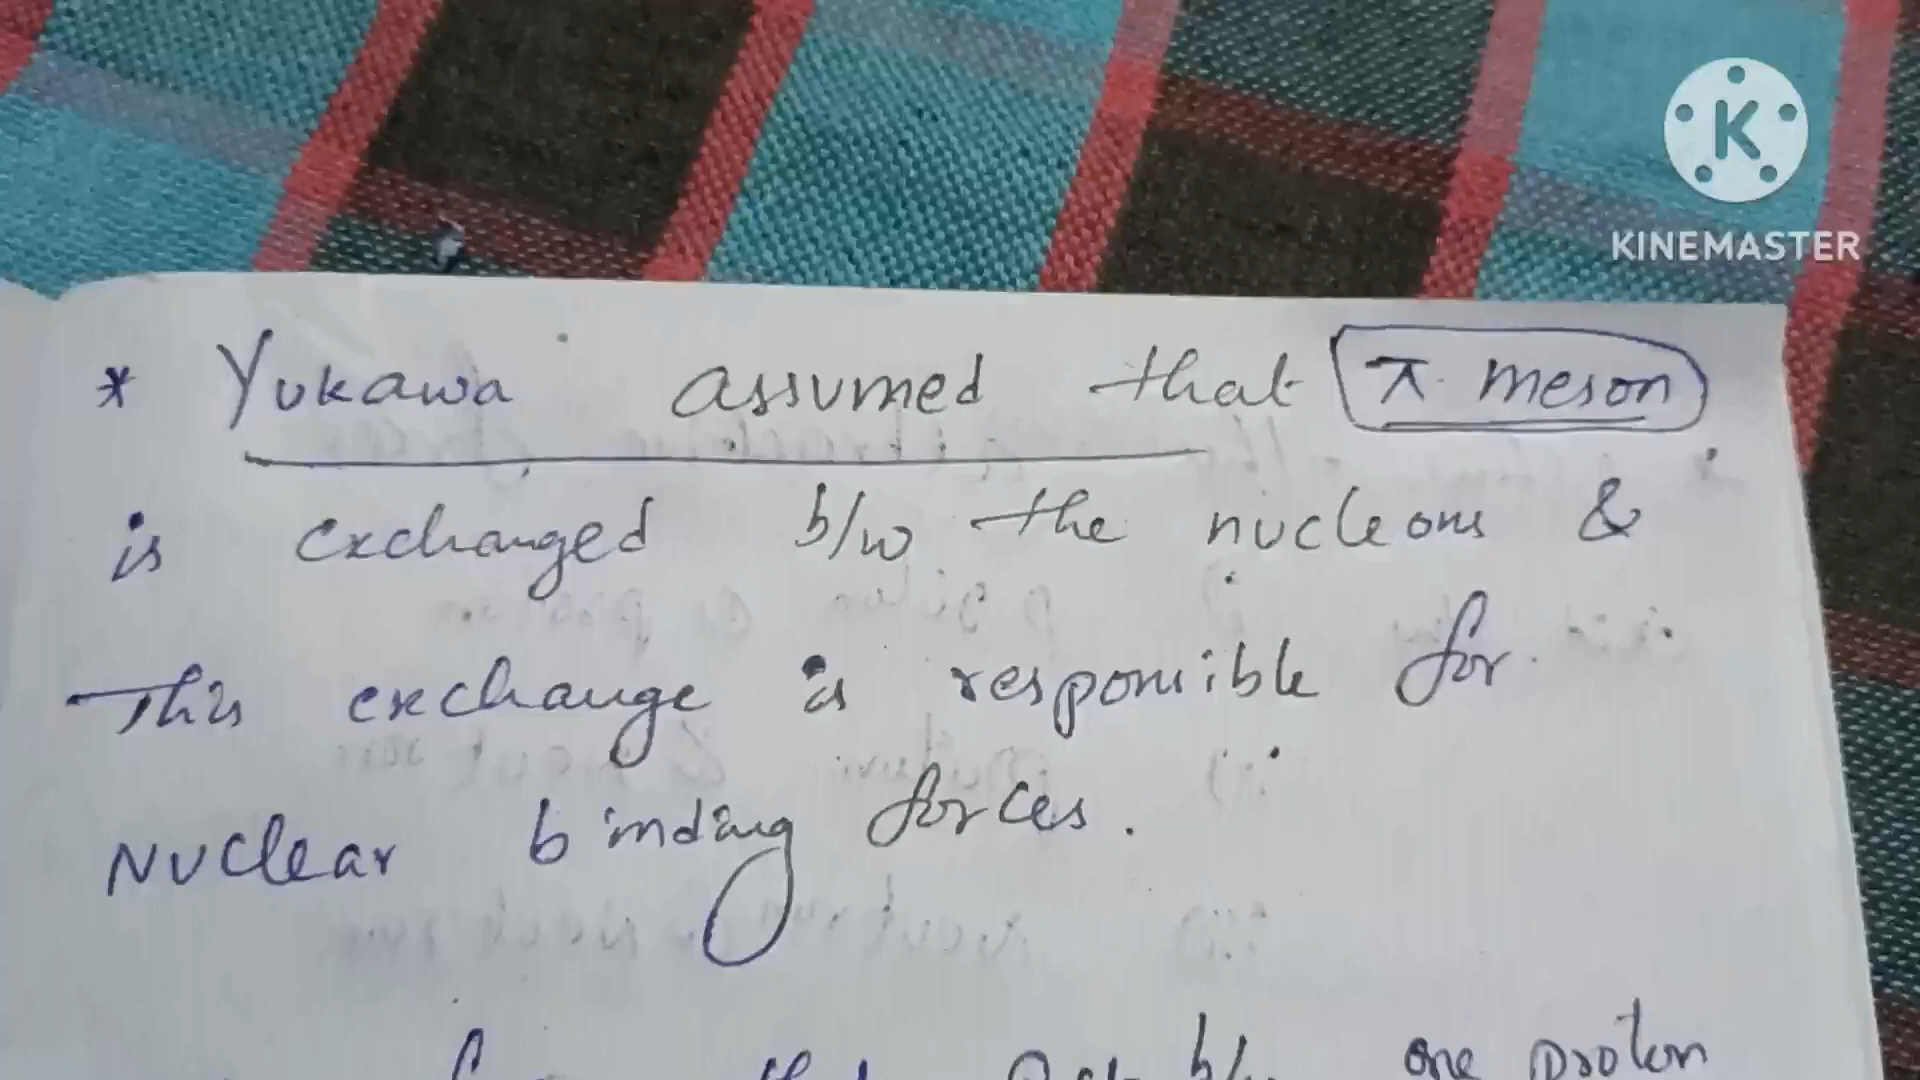 KINEMASTER
* Yukawa assumed that π meson
is exchanged b/w the nucleons &
This exchange is responsible for
Nuclear binding forces.
b/w one proton